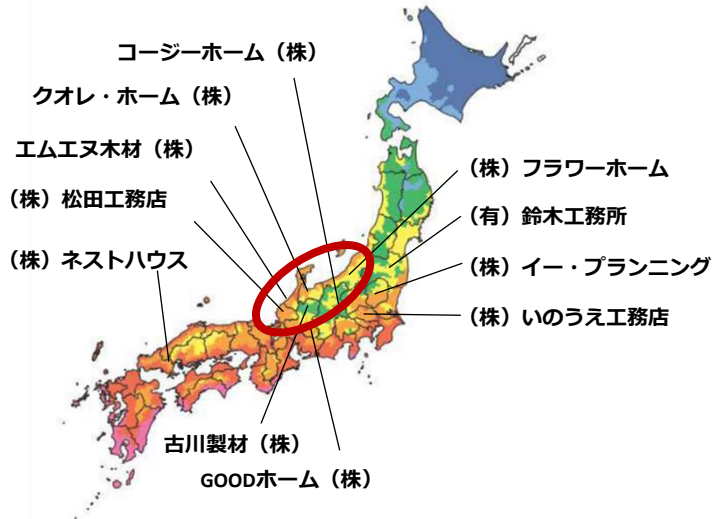 コージーホーム（株）
クオレ・ホーム（株）
エムエヌ木材（株）
（株）松田工務店
（株）ネストハウス
（株）フラワーホーム
（有）鈴木工務所
（株）イー・プランニング
（株）いのうえ工務店
古川製材（株）
GOODホーム（株）